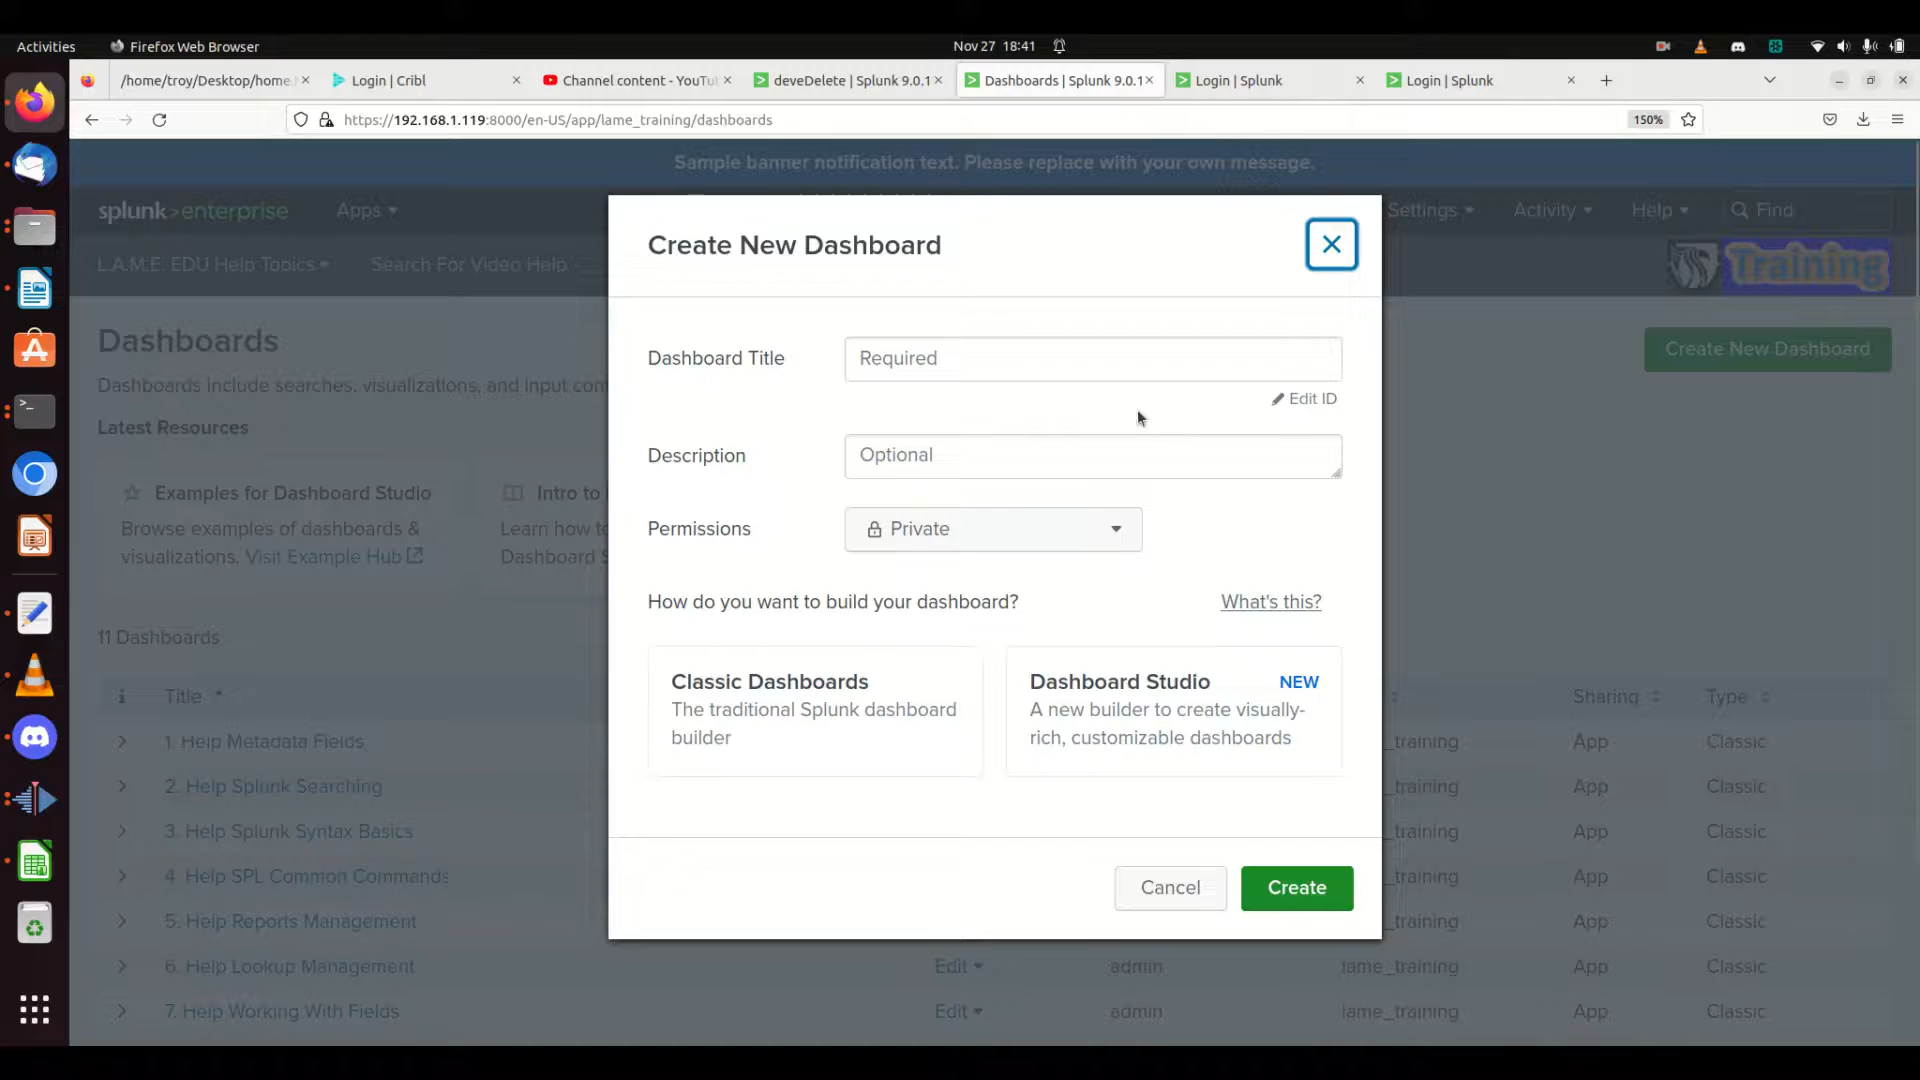 Activities
Firefox Web Browser
Nov 27 18:41
/home/troy/Desktop/home.
Login | Cribl
Channel content - YouTu
deveDelete | Splunk 9.0.1
Dashboards | Splunk 9.0.1
Login | Splunk
Login | Splunk
https://192.168.1.119:8000/en-US/app/lame_training/dashboards
150%
Sample banner notification text. Please replace with your own message.
splunk>enterprise
Apps
Settings
Activity
Help
Find
L.A.M.E. EDU Help Topics
Search For Video Help
Training
Dashboards
Create New Dashboard
Dashboards include searches, visualizations, and input con
Latest Resources
Examples for Dashboard Studio
Browse examples of dashboards &
visualizations. Visit Example Hub
Intro to
Learn how to
Dashboard S
11 Dashboards
i
Title
Sharing
Type
1. Help Metadata Fields
_training
App
Classic
2. Help Splunk Searching
_training
App
Classic
3. Help Splunk Syntax Basics
_training
App
Classic
4. Help SPL Common Commands
_training
App
Classic
5. Help Reports Management
_training
App
Classic
6. Help Lookup Management
Edit
admin
lame_training
App
Classic
7. Help Working With Fields
Edit
admin
lame_training
App
Classic
Create New Dashboard
Dashboard Title
Required
Edit ID
Description
Optional
Permissions
Private
How do you want to build your dashboard?
What's this?
Classic Dashboards
The traditional Splunk dashboard
builder
Dashboard Studio
NEW
A new builder to create visually-
rich, customizable dashboards
Cancel
Create